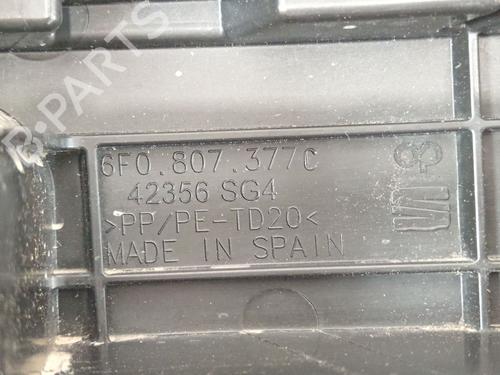 B-PARTS
6F0.807.377C
42356 SG4
>PP/PE-TD20<
MADE IN SPAIN